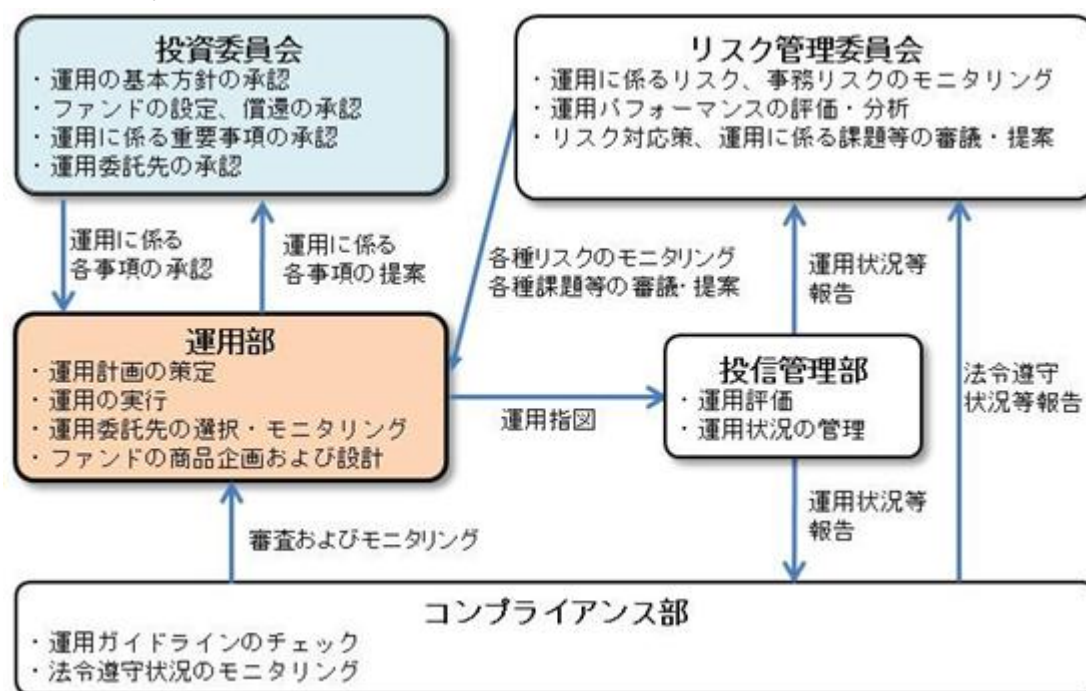 投資委員会
・運用の基本方針の承認
・ファンドの設定、償還の承認
・運用に係る重要事項の承認
・運用委託先の承認
リスク管理委員会
・運用に係るリスク、事務リスクのモニタリング
・運用パフォーマンスの評価・分析
・リスク対応策、運用に係る課題等の審議・提案
運用に係る
各事項の承認
運用に係る
各事項の提案
各種リスクのモニタリング
各種課題等の審議・提案
運用状況等
報告
運用部
・運用計画の策定
・運用の実行
・運用委託先の選択・モニタリング
・ファンドの商品企画および設計
運用指図
投信管理部
・運用評価
・運用状況の管理
法令遵守
状況等報告
審査およびモニタリング
運用状況等
報告
コンプライアンス部
・運用ガイドラインのチェック
・法令遵守状況のモニタリング